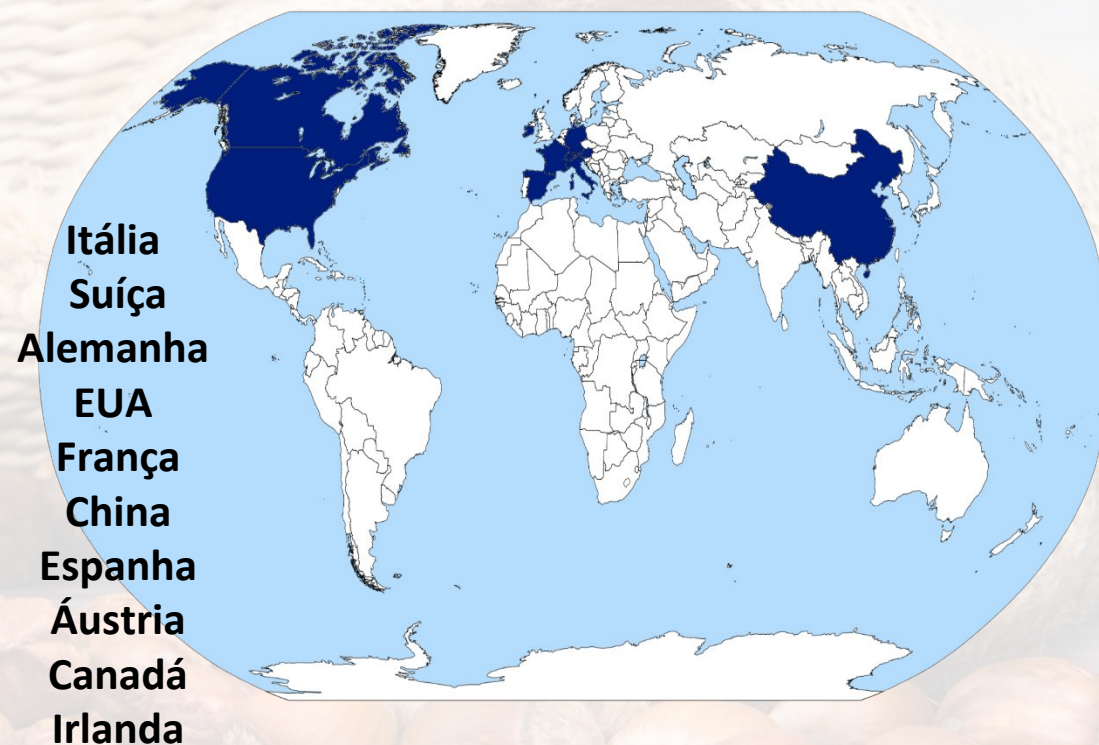 Itália
Suíça
Alemanha
EUA
França
China
Espanha
Áustria
Canadá
Irlanda